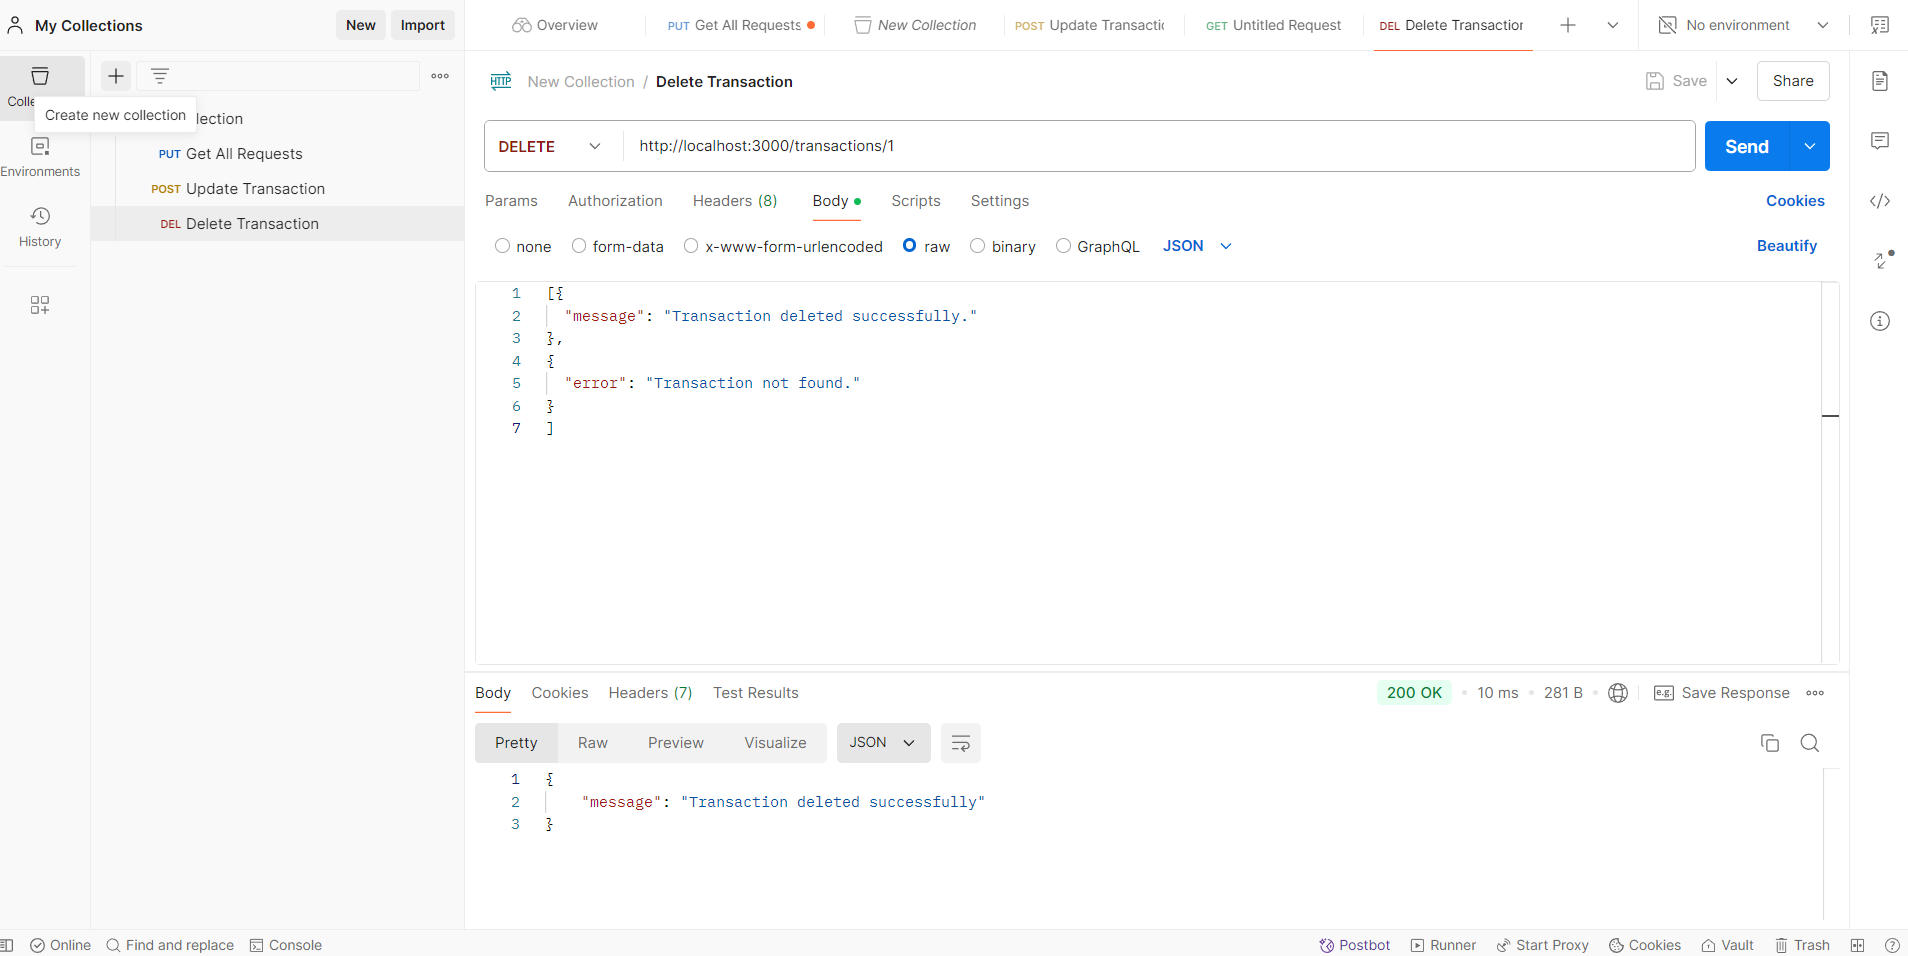 My Collections
New
Import
Overview
PUT Get All Requests
New Collection
POST Update Transactic
GET Untitled Request
DEL Delete Transaction
No environment
HTTP New Collection / Delete Transaction
Save
Share
Colle
Create new collection
llection
PUT Get All Requests
POST Update Transaction
DEL Delete Transaction
Environments
History
DELETE
http://localhost:3000/transactions/1
Send
Params
Authorization
Headers (8)
Body
Scripts
Settings
Cookies
none
form-data
x-www-form-urlencoded
raw
binary
GraphQL
JSON
Beautify
1 [{
2 "message": "Transaction deleted successfully."
3 },
4 {
5 "error": "Transaction not found."
6 }
7 ]
Body
Cookies
Headers (7)
Test Results
200 OK
10 ms
281 B
e.g. Save Response
Pretty
Raw
Preview
Visualize
JSON
1 {
2 "message": "Transaction deleted successfully"
3 }
Online
Find and replace
Console
Postbot
Runner
Start Proxy
Cookies
Vault
Trash